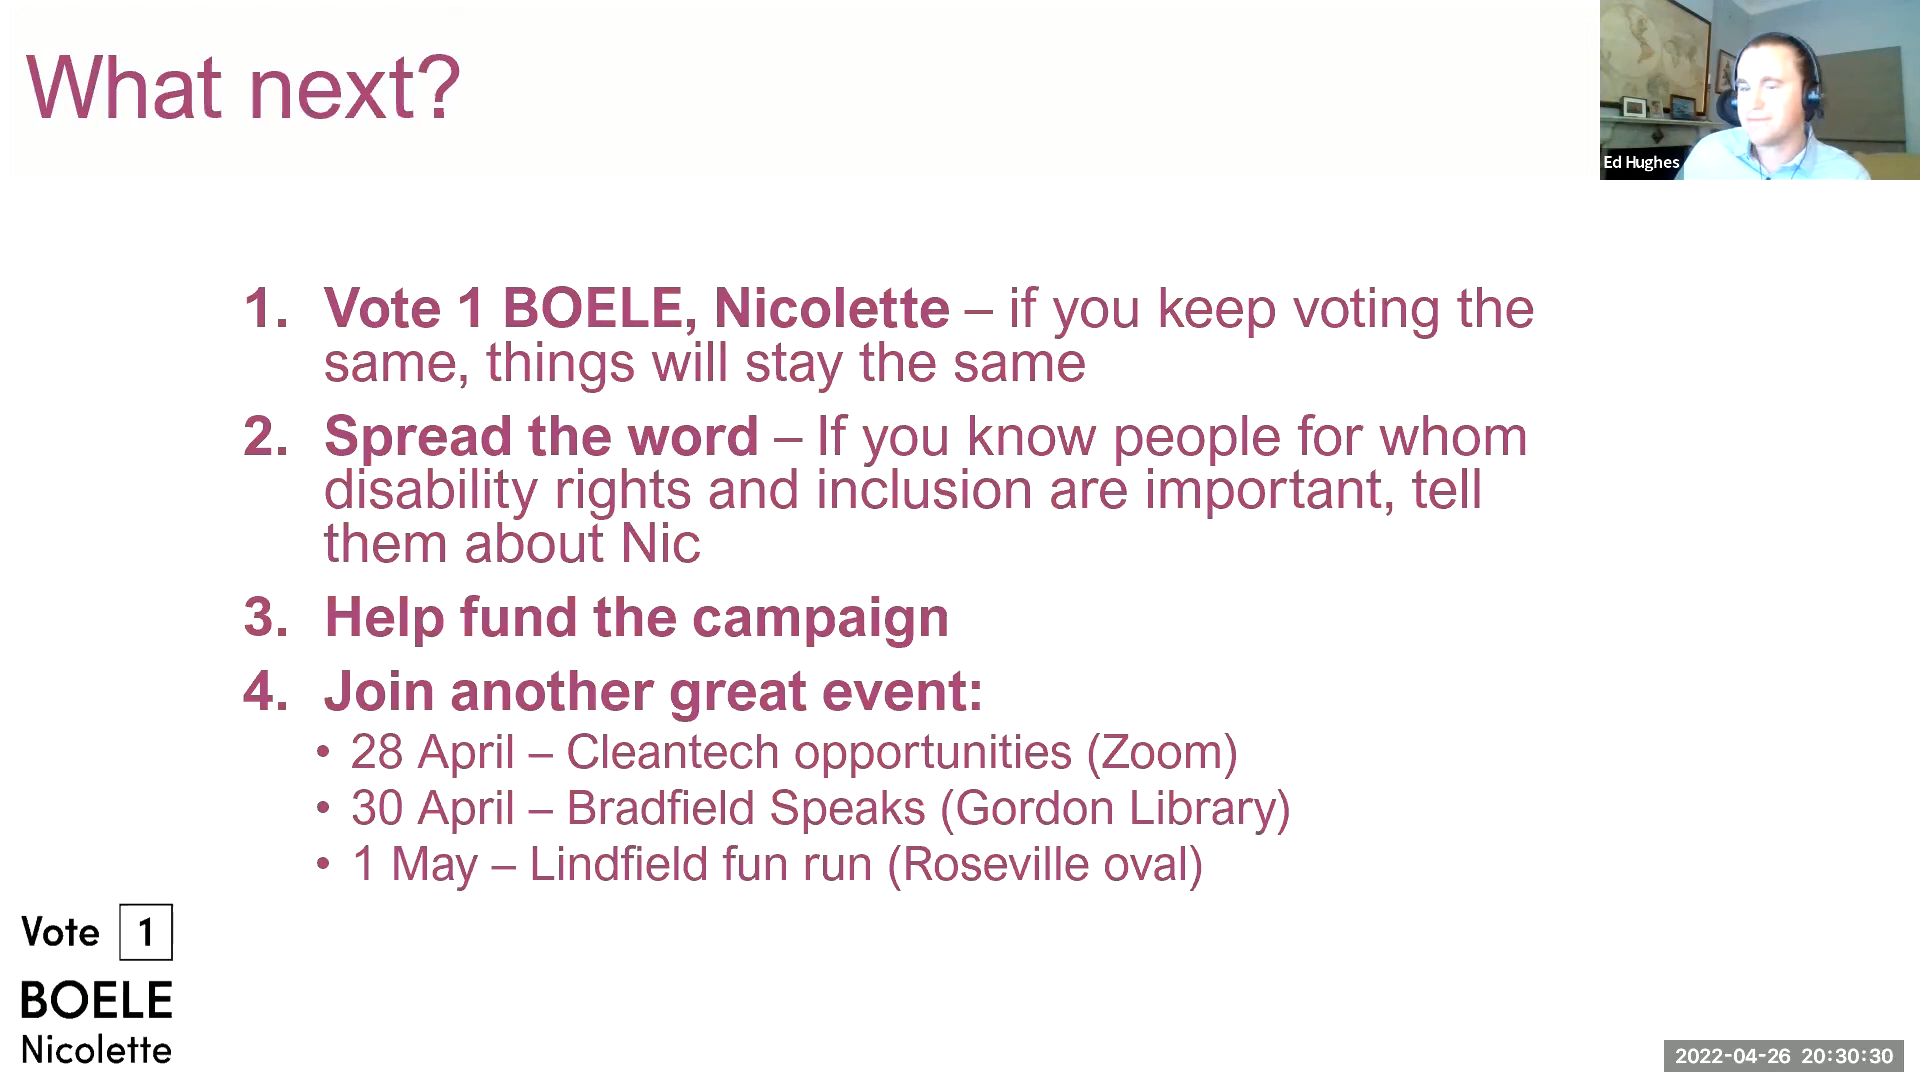 What next?
Ed Hughes
1. Vote 1 BOELE, Nicolette – if you keep voting the
same, things will stay the same
2. Spread the word – If you know people for whom
disability rights and inclusion are important, tell
them about Nic
3. Help fund the campaign
4. Join another great event:
• 28 April – Cleantech opportunities (Zoom)
• 30 April – Bradfield Speaks (Gordon Library)
• 1 May – Lindfield fun run (Roseville oval)
Vote 1
BOELE
Nicolette
2022-04-26 20:30:30